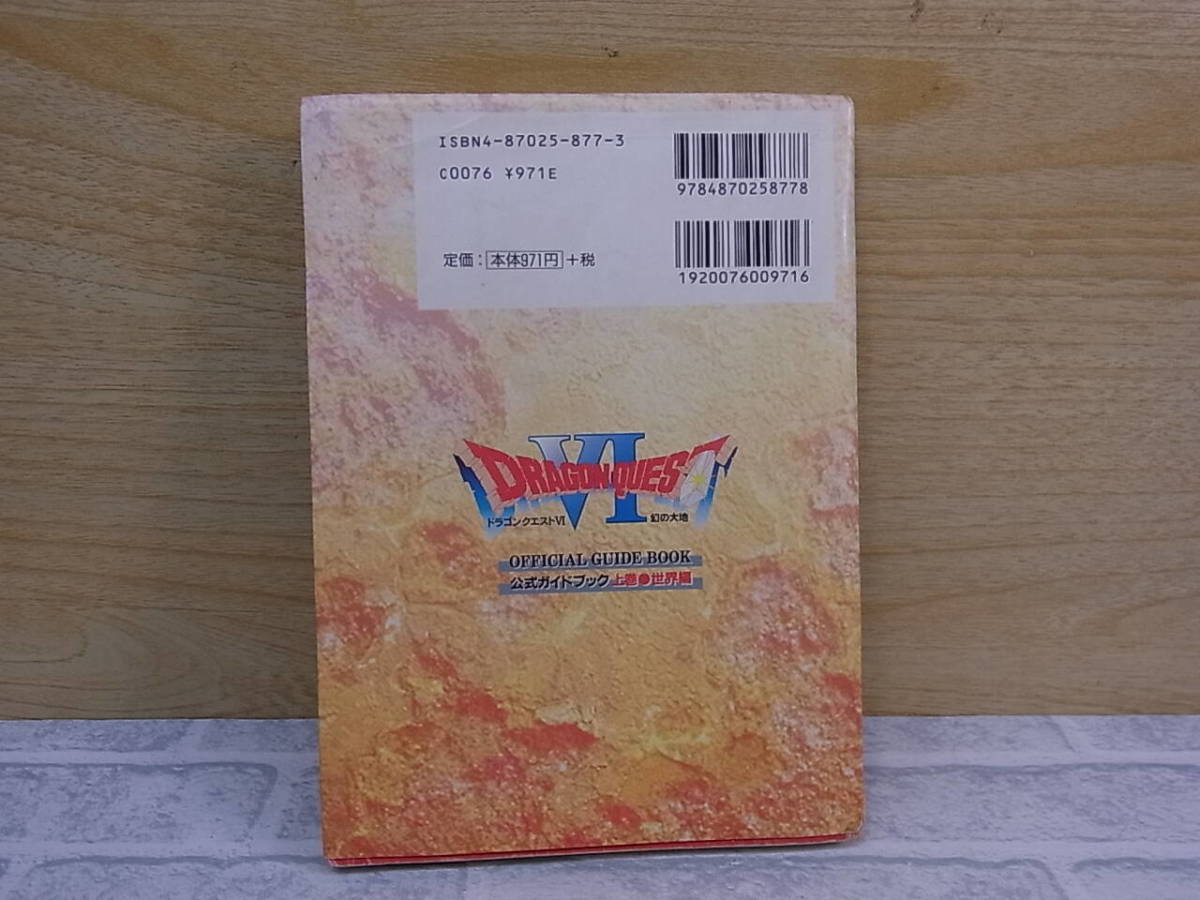 ISBN4-87025-877-3
C0076 ¥971E
9784870258778
定価：本体971円+税
1920076009716
DRAGON QUEST
VI
ドラゴンクエストVI 幻の大地
OFFICIAL GUIDE BOOK
公式ガイドブック 上巻●世界編